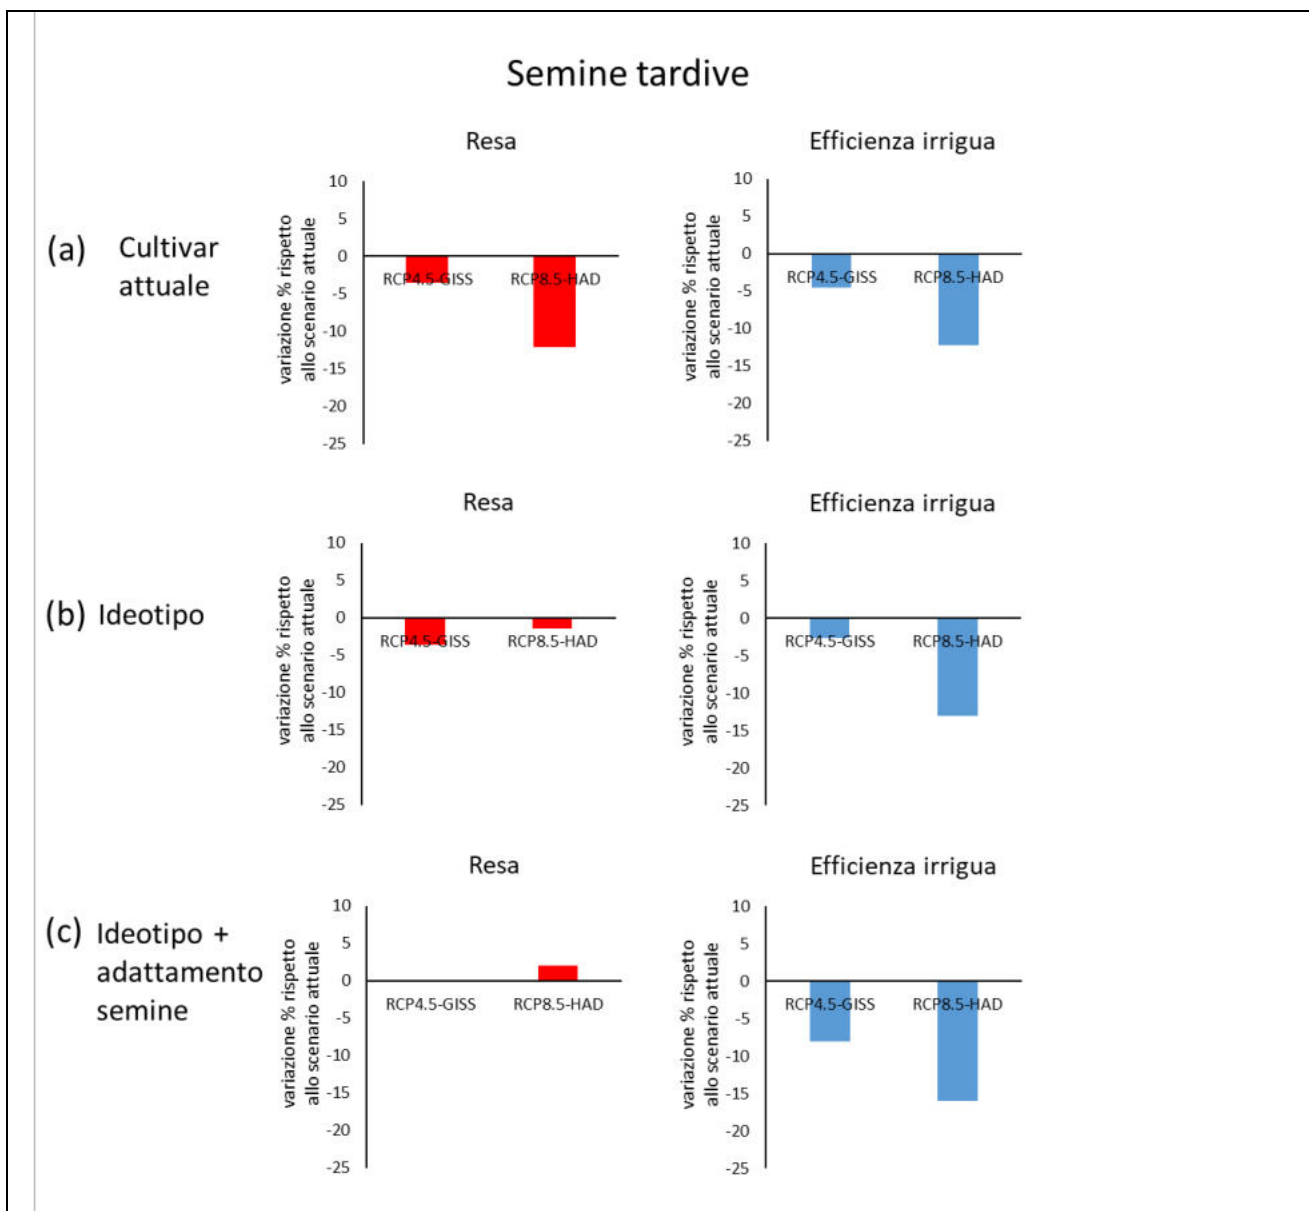 Semine tardive
(a) Cultivar
attuale
Resa
variazione % rispetto
allo scenario attuale
10
5
0
-5
-10
-15
-20
-25
RCP4.5-GISS
RCP8.5-HAD
Efficienza irrigua
variazione % rispetto
allo scenario attuale
10
5
0
-5
-10
-15
-20
-25
RCP4.5-GISS
RCP8.5-HAD
(b) Ideotipo
Resa
variazione % rispetto
allo scenario attuale
10
5
0
-5
-10
-15
-20
-25
RCP4.5-GISS
RCP8.5-HAD
Efficienza irrigua
variazione % rispetto
allo scenario attuale
10
5
0
-5
-10
-15
-20
-25
RCP4.5-GISS
RCP8.5-HAD
(c) Ideotipo +
adattamento
semine
Resa
variazione % rispetto
allo scenario attuale
10
5
0
-5
-10
-15
-20
-25
RCP4.5-GISS
RCP8.5-HAD
Efficienza irrigua
variazione % rispetto
allo scenario attuale
10
5
0
-5
-10
-15
-20
-25
RCP4.5-GISS
RCP8.5-HAD